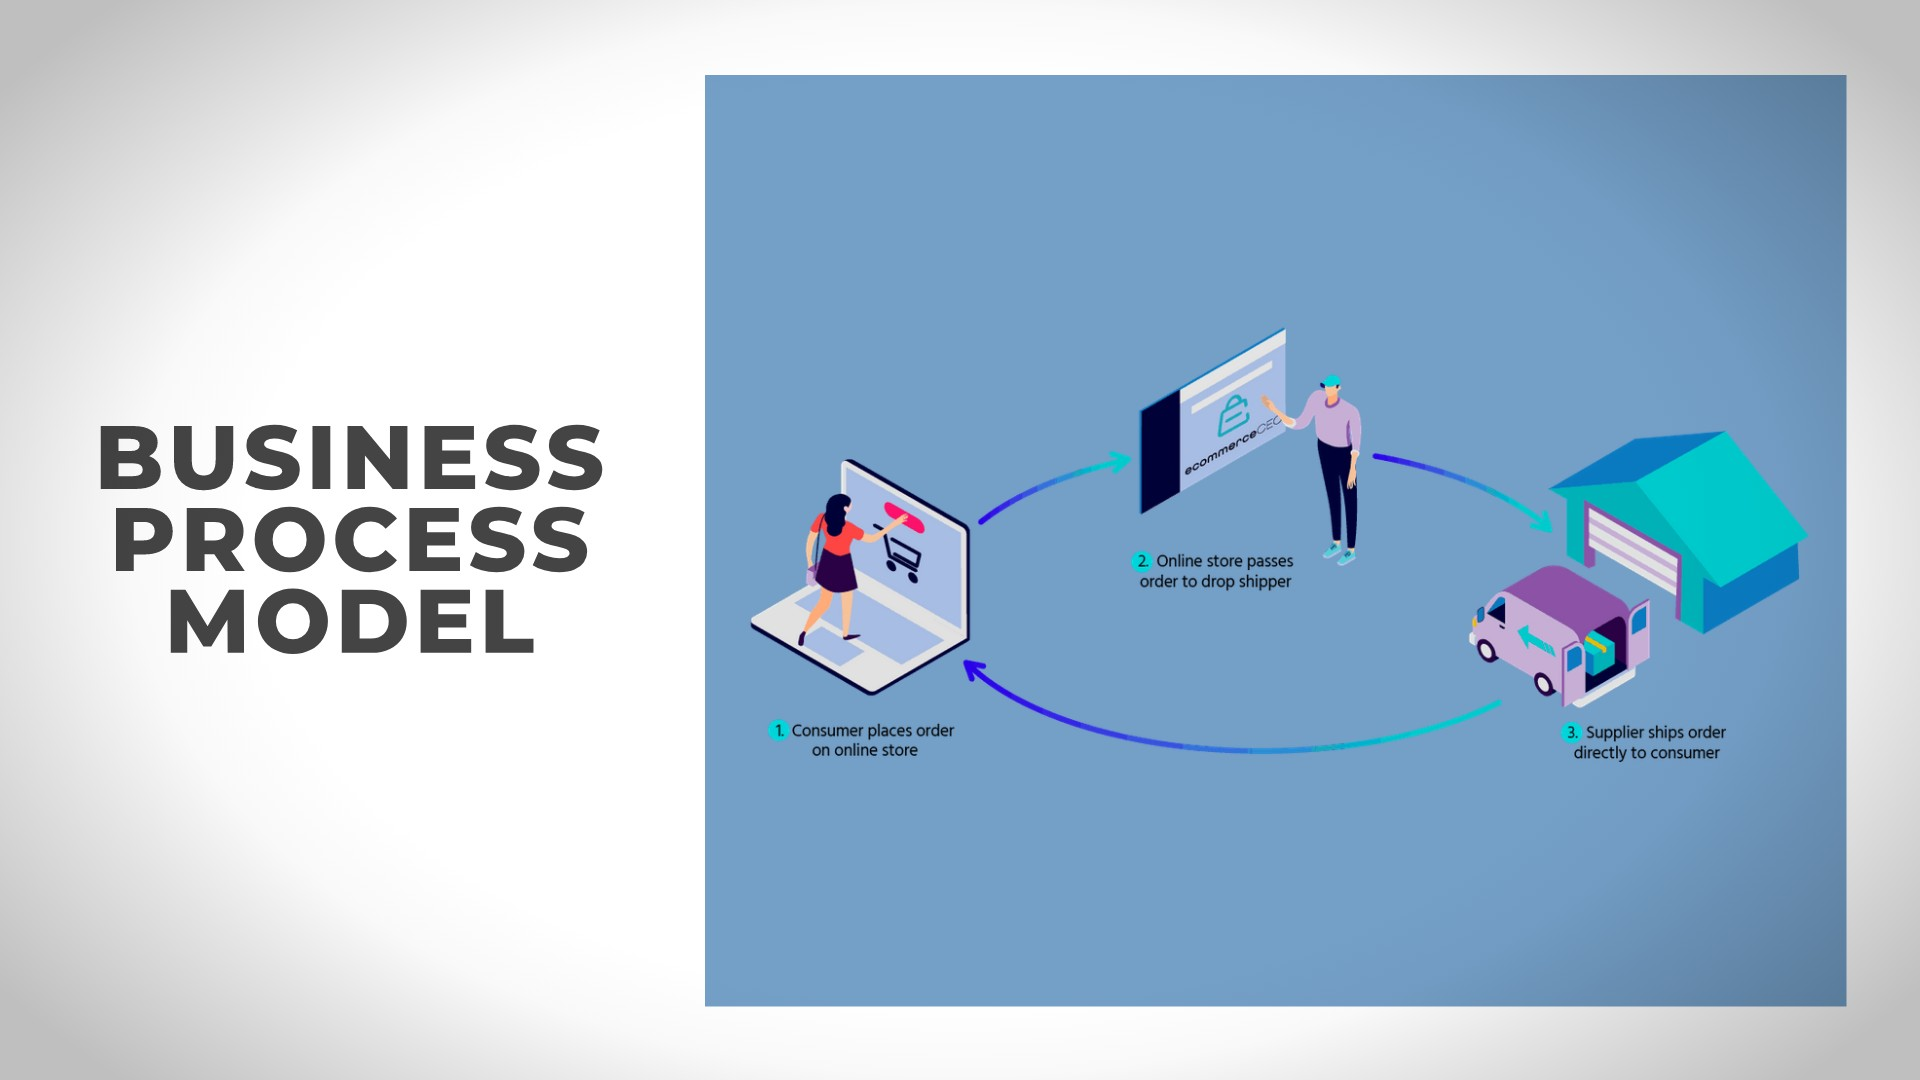 BUSINESS
PROCESS
MODEL
ecommerceCEO
2. Online store passes
order to drop shipper
1. Consumer places order
on online store
3. Supplier ships order
directly to consumer